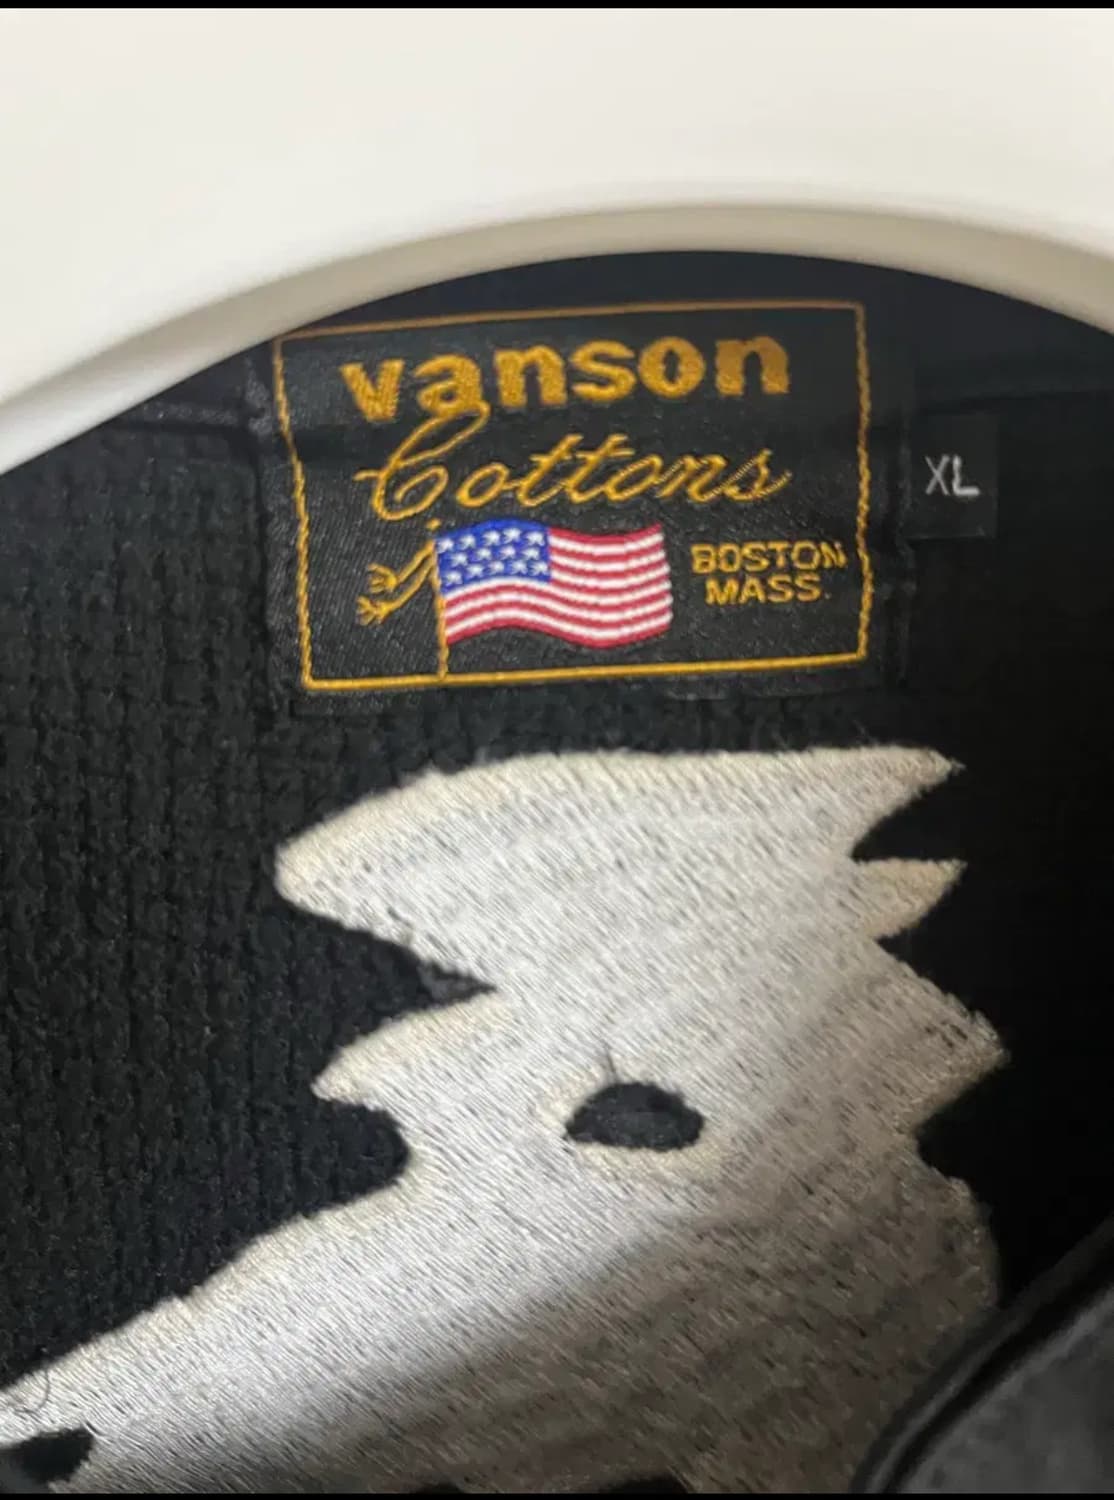 vanson
Cottons
BOSTON
MASS.
XL